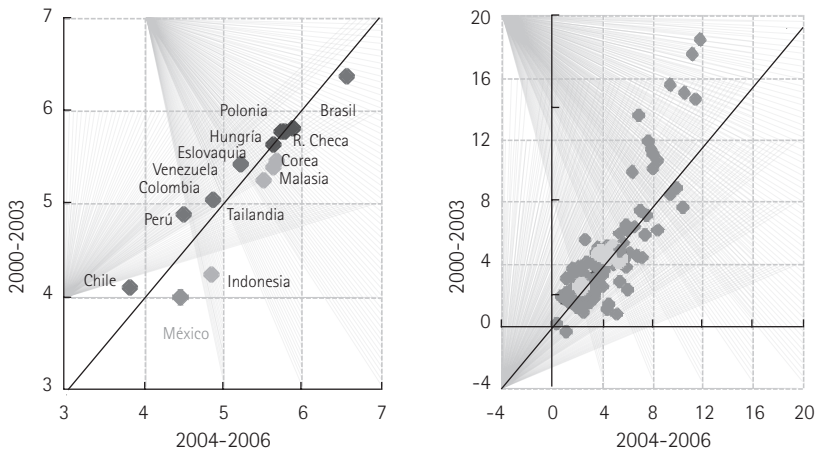 7
6
5
4
3
2000-2003
Polonia
Brasil
Hungría
R. Checa
Eslovaquia
Corea
Venezuela
Malasia
Colombia
Perú
Tailandia
Chile
Indonesia
México
3 4 5 6 7
2004-2006
20
16
12
8
4
0
-4
2000-2003
-4 0 4 8 12 16 20
2004-2006